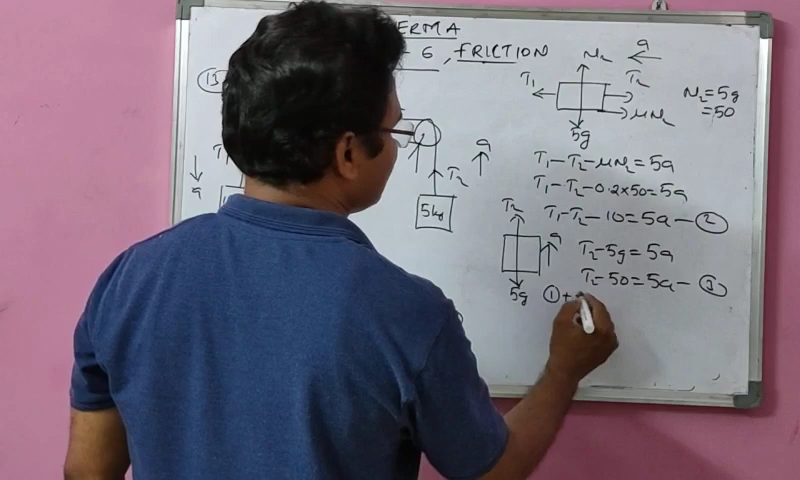 ERMA
6, FRICTION
13
T
a
T₂
a
5kg
N₂
a
T₁
T₂
μN₂
5g
N₂=5g
=50
T₁-T₂-μN₂=5a
T₁-T₂-0.2×50=5a
T₁-T₂-10=5a-②
T₂
a
5g
T₂-5g=5a
T₂-50=5a-③
①+